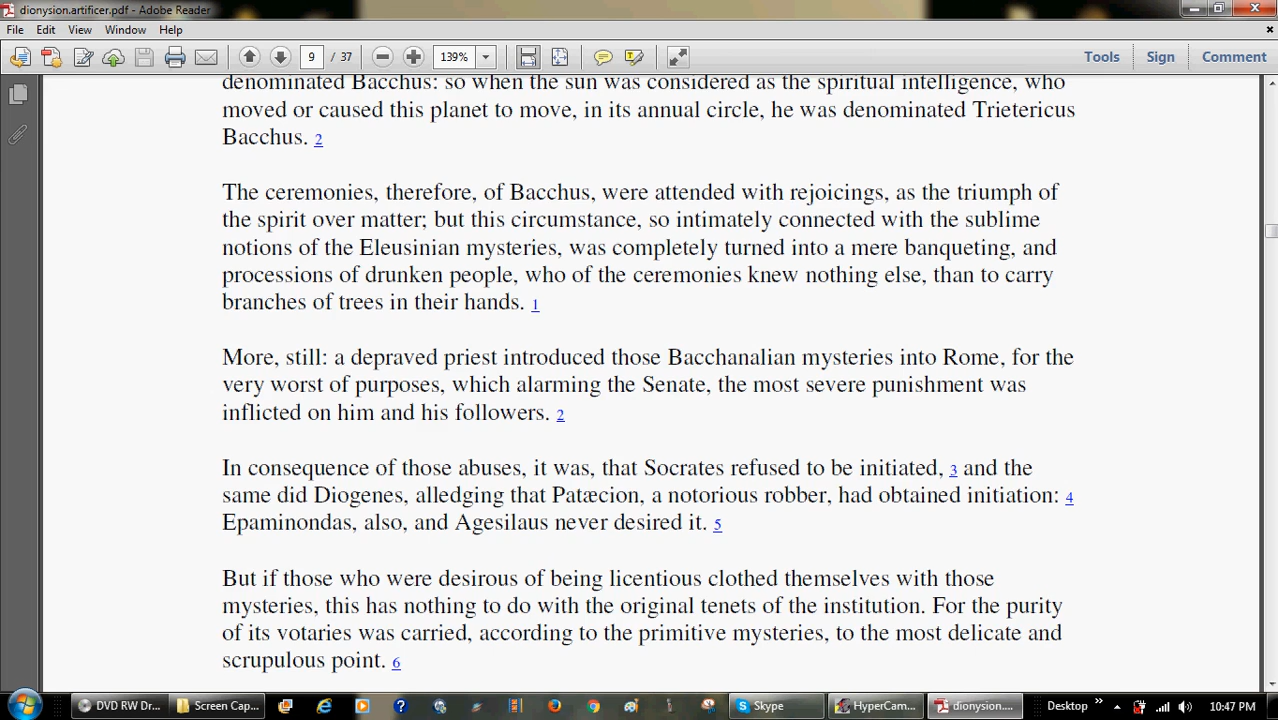 dionysion.artificer.pdf - Adobe Reader
File Edit View Window Help
9 / 37 139% Tools Sign Comment
denominated Bacchus: so when the sun was considered as the spiritual intelligence, who
moved or caused this planet to move, in its annual circle, he was denominated Trietericus
Bacchus. 2
The ceremonies, therefore, of Bacchus, were attended with rejoicings, as the triumph of
the spirit over matter; but this circumstance, so intimately connected with the sublime
notions of the Eleusinian mysteries, was completely turned into a mere banqueting, and
processions of drunken people, who of the ceremonies knew nothing else, than to carry
branches of trees in their hands. 1
More, still: a depraved priest introduced those Bacchanalian mysteries into Rome, for the
very worst of purposes, which alarming the Senate, the most severe punishment was
inflicted on him and his followers. 2
In consequence of those abuses, it was, that Socrates refused to be initiated, 3 and the
same did Diogenes, alledging that Patæcion, a notorious robber, had obtained initiation: 4
Epaminondas, also, and Agesilaus never desired it. 5
But if those who were desirous of being licentious clothed themselves with those
mysteries, this has nothing to do with the original tenets of the institution. For the purity
of its votaries was carried, according to the primitive mysteries, to the most delicate and
scrupulous point. 6
DVD RW Dr... Screen Cap... Skype HyperCam... dionysion.... Desktop 10:47 PM